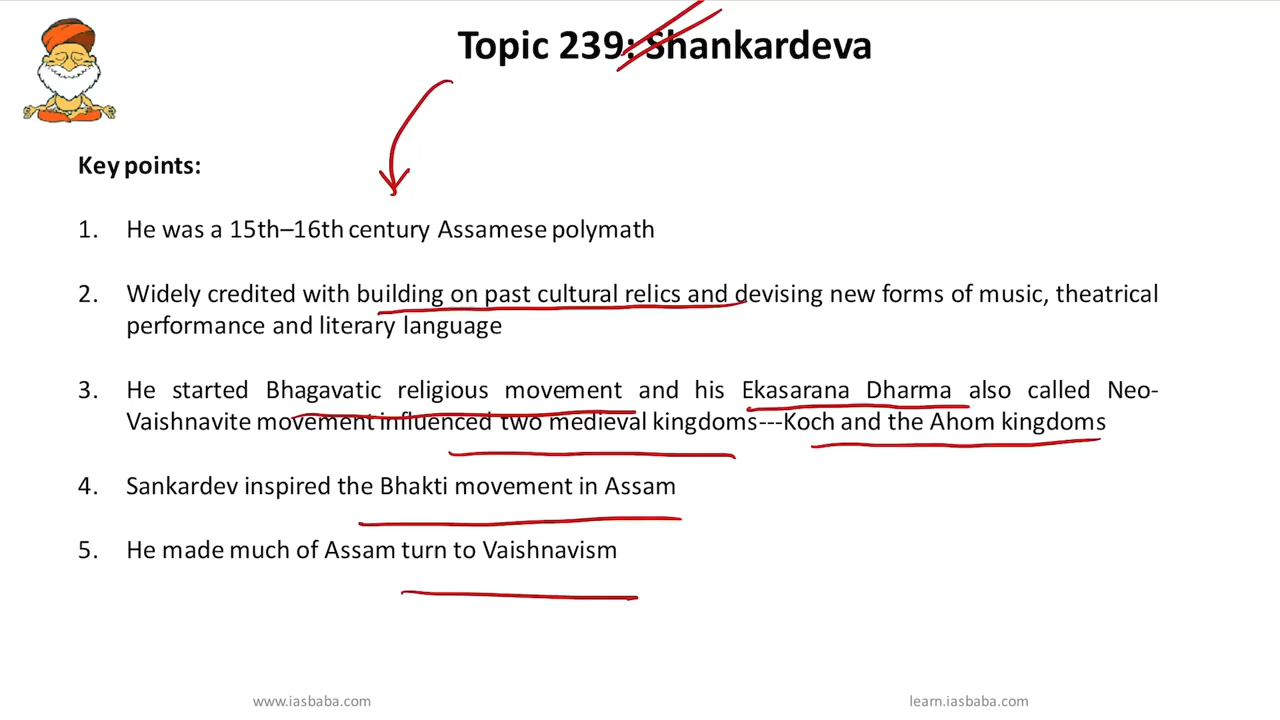 Topic 239: Shankardeva
Key points:
1. He was a 15th–16th century Assamese polymath
2. Widely credited with building on past cultural relics and devising new forms of music, theatrical
performance and literary language
3. He started Bhagavatic religious movement and his Ekasarana Dharma also called Neo-
Vaishnavite movement influenced two medieval kingdoms---Koch and the Ahom kingdoms
4. Sankardev inspired the Bhakti movement in Assam
5. He made much of Assam turn to Vaishnavism
www.iasbaba.com
learn.iasbaba.com